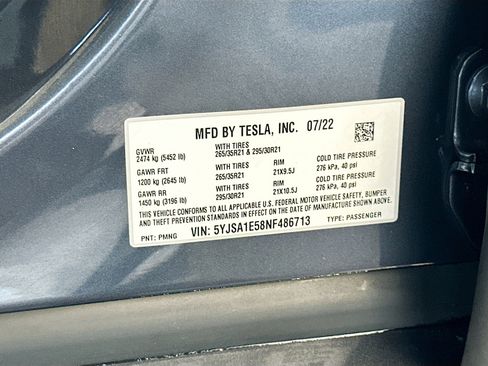 MFD BY TESLA, INC. 07/22
GVWR
2474 kg (5452 lb)
WITH TIRES
265/35R21 & 295/30R21
GAWR FRT
1200 kg (2645 lb)
WITH TIRES
265/35R21
RIM
21X9.5J
COLD TIRE PRESSURE
276 kPa, 40 psi
GAWR RR
1450 kg (3196 lb)
WITH TIRES
295/30R21
RIM
21X10.5J
COLD TIRE PRESSURE
276 kPa, 40 psi
THIS VEHICLE CONFORMS TO ALL APPLICABLE U.S. FEDERAL MOTOR VEHICLE SAFETY, BUMPER
AND THEFT PREVENTION STANDARDS IN EFFECT ON THE DATE OF MANUFACTURE SHOWN ABOVE.
PNT: PMNG
VIN: 5YJSA1E58NF486713
TYPE: PASSENGER